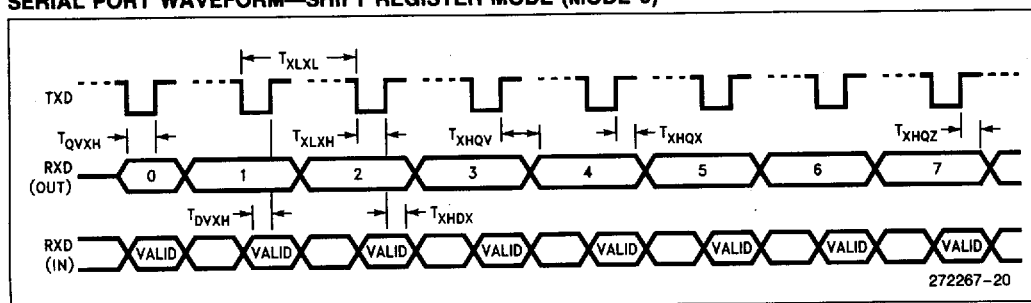 SERIAL PORT WAVEFORM—SHIFT REGISTER MODE (MODE 0)
TXLXL
TXD
TQVXH
TXLXH
TXHQV
TXHQX
TXHQZ
RXD
(OUT)
0 1 2 3 4 5 6 7
TDVXH
TXHDX
RXD
(IN)
VALID VALID VALID VALID VALID VALID VALID VALID
272267-20